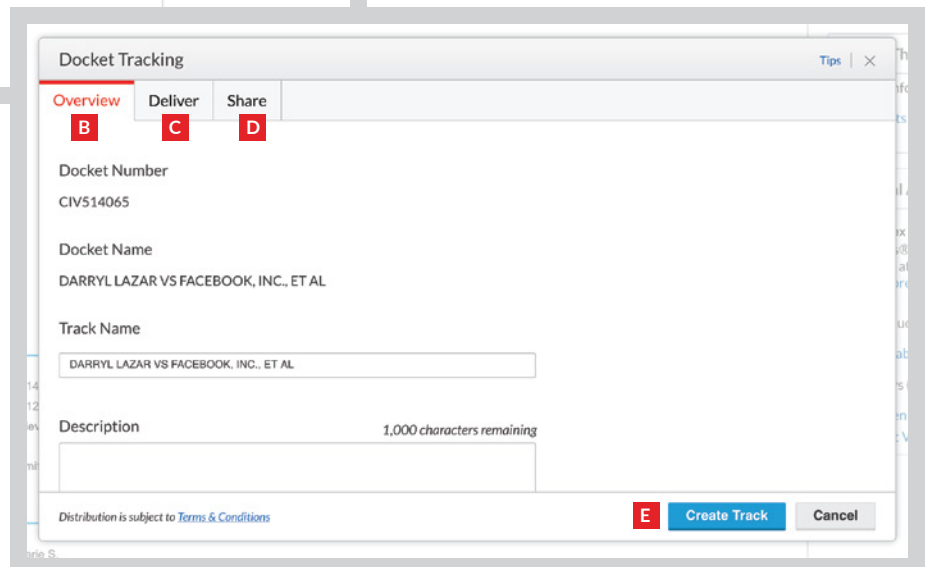 Docket Tracking
Tips
Overview Deliver Share
B C D
Docket Number
CIV514065
Docket Name
DARRYL LAZAR VS FACEBOOK, INC., ET AL
Track Name
DARRYL LAZAR VS FACEBOOK, INC., ET AL
Description 1,000 characters remaining
Distribution is subject to Terms & Conditions
E Create Track Cancel